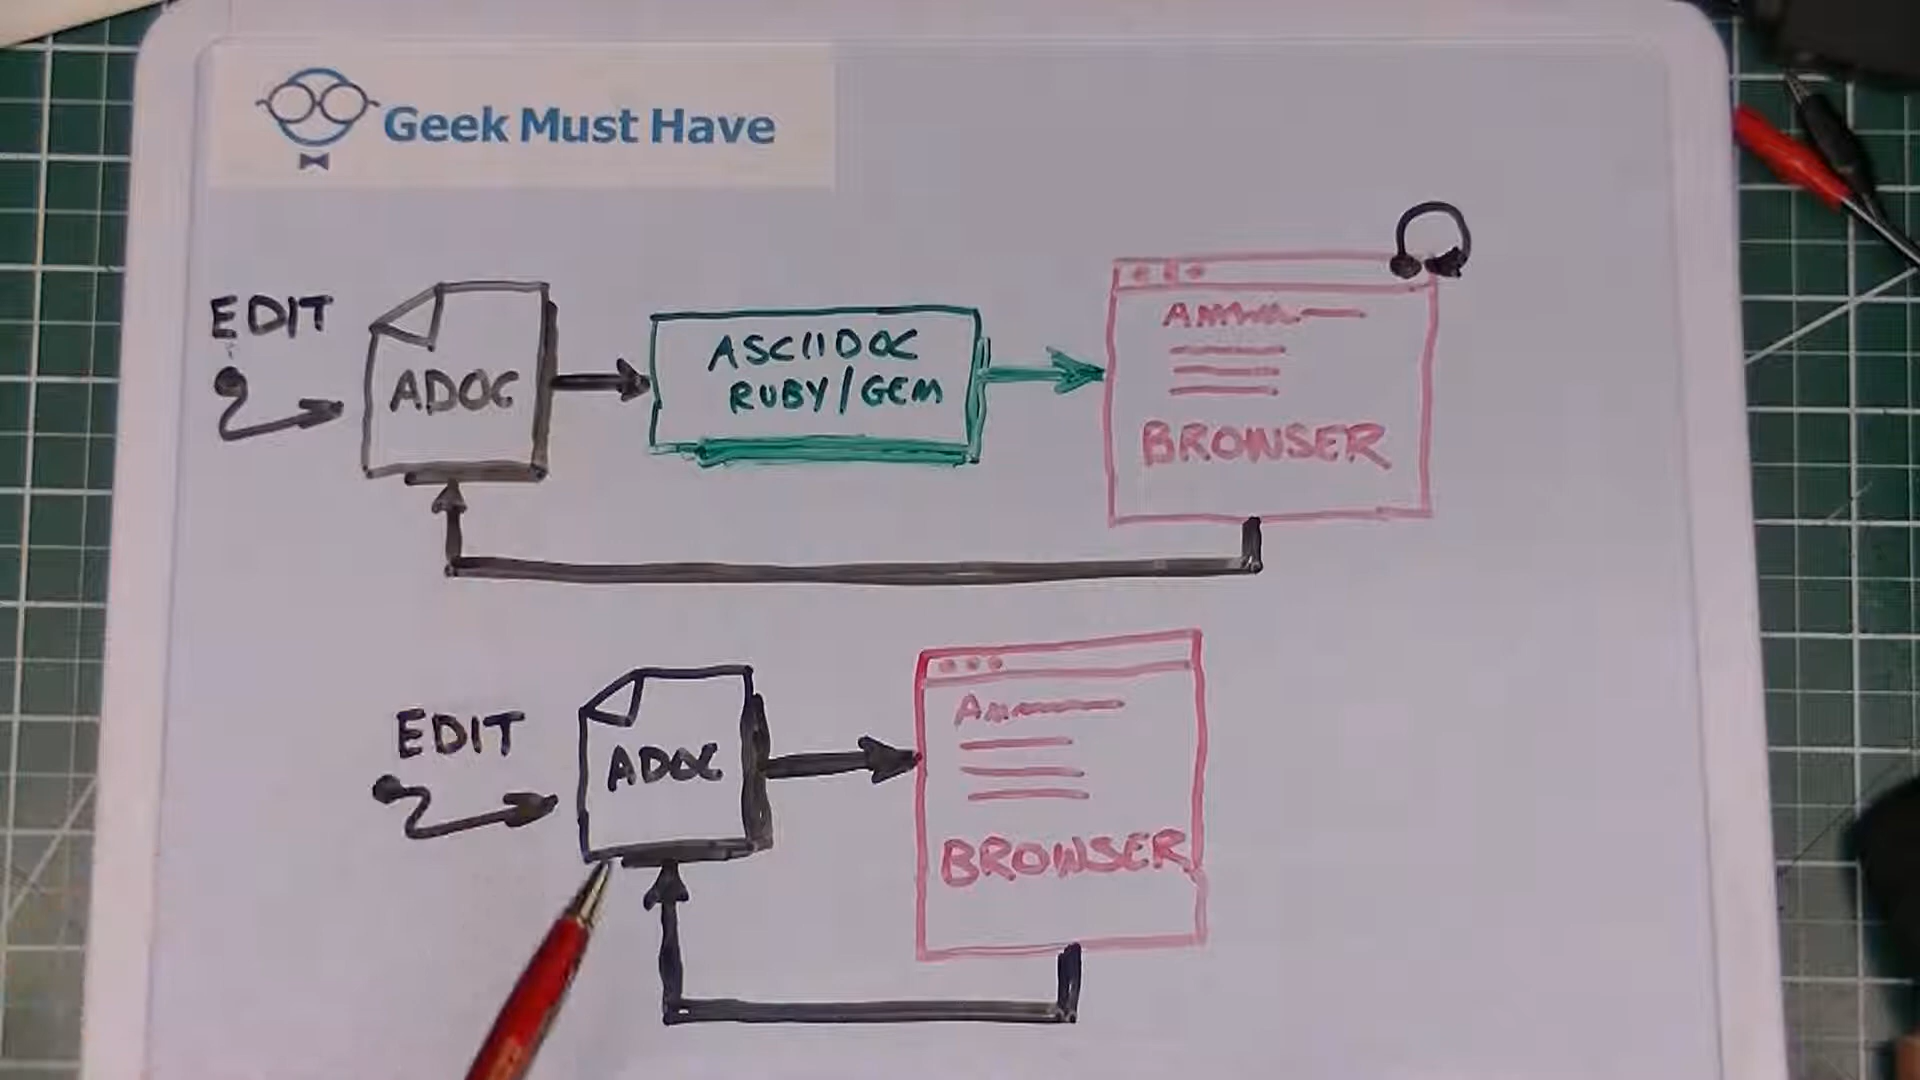 Geek Must Have
EDIT
ADOC
ASCIIDOC
RUBY/GEM
BROWSER
EDIT
ADOC
BROWSER